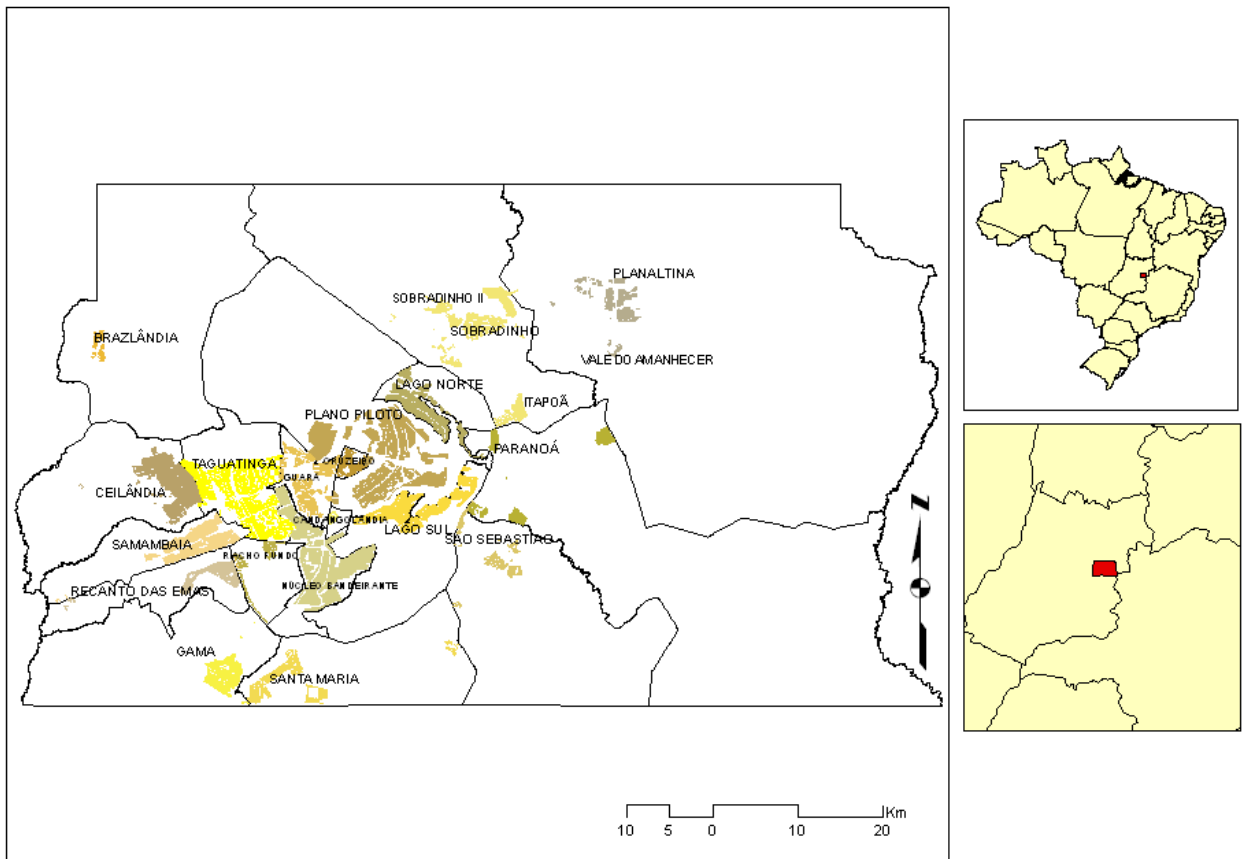 PLANALTINA
SOBRADINHO II
SOBRADINHO
BRAZLÂNDIA
VALE DO AMANHECER
LAGO NORTE
ITAPOÃ
PLANO PILOTO
PARANOÁ
CRUZEIRO
TAGUATINGA
GUARÁ
CEILÂNDIA
CANDANGOLÂNDIA
LAGO SUL
SÃO SEBASTIÃO
SAMAMBAIA
RIACHO FUNDO
RECANTO DAS EMAS
NÚCLEO BANDEIRANTE
GAMA
SANTA MARIA
N
Km
10 5 0 10 20